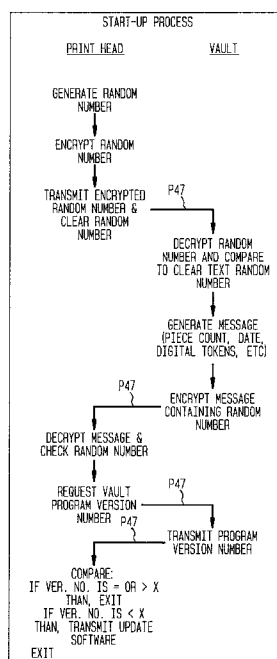 START-UP PROCESS
PRINT HEAD
VAULT
GENERATE RANDOM
NUMBER
ENCRYPT RANDOM
NUMBER
TRANSMIT ENCRYPTED
RANDOM NUMBER &
CLEAR RANDOM
NUMBER
P47
DECRYPT RANDOM
NUMBER AND COMPARE
TO CLEAR TEXT RANDOM
NUMBER
GENERATE MESSAGE
(PIECE COUNT, DATE,
DIGITAL TOKENS, ETC)
P47
ENCRYPT MESSAGE
CONTAINING RANDOM
NUMBER
DECRYPT MESSAGE &
CHECK RANDOM NUMBER
REQUEST VAULT
PROGRAM VERSION
NUMBER
P47
P47
TRANSMIT PROGRAM
VERSION NUMBER
COMPARE:
IF VER. NO. IS = OR > X
THAN, EXIT
IF VER. NO. IS < X
THAN, TRANSMIT UPDATE
SOFTWARE
EXIT